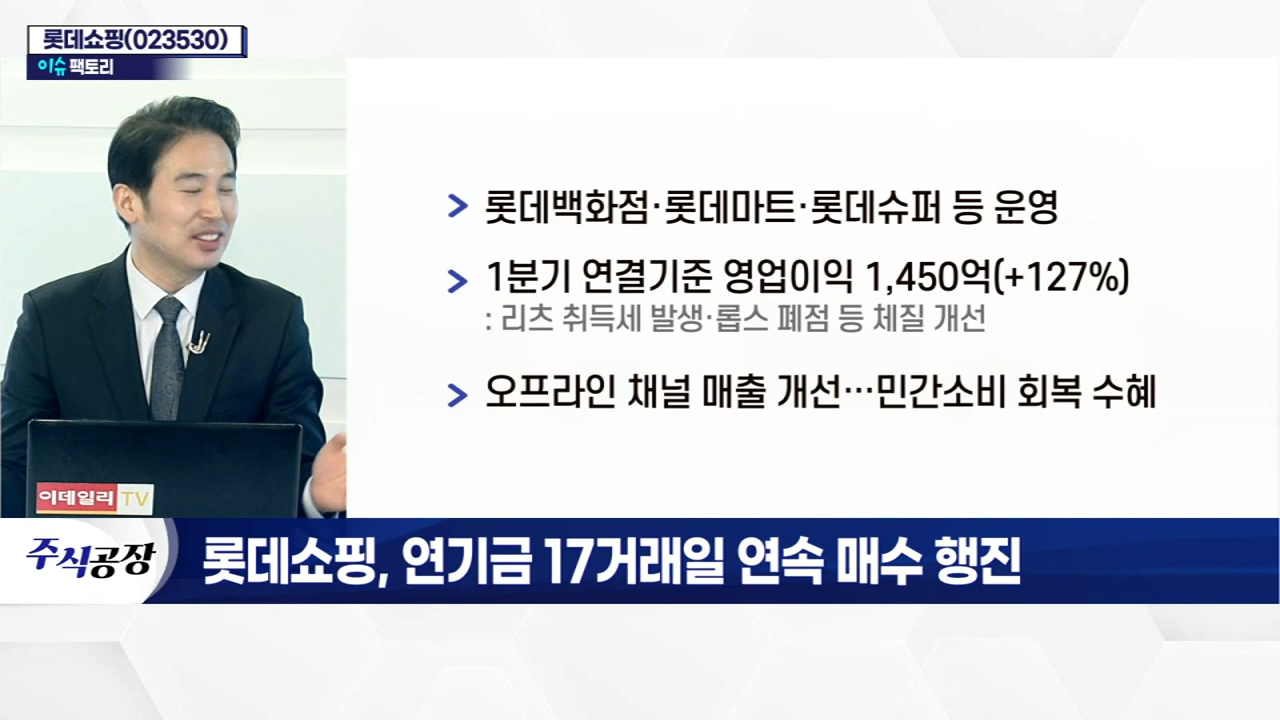 롯데쇼핑(023530)
이슈 팩토리
> 롯데백화점·롯데마트·롯데슈퍼 등 운영
> 1분기 연결기준 영업이익 1,450억(+127%)
: 리츠 취득세 발생·롭스 폐점 등 체질 개선
> 오프라인 채널 매출 개선…민간소비 회복 수혜
이데일리 TV
주식공장
롯데쇼핑, 연기금 17거래일 연속 매수 행진